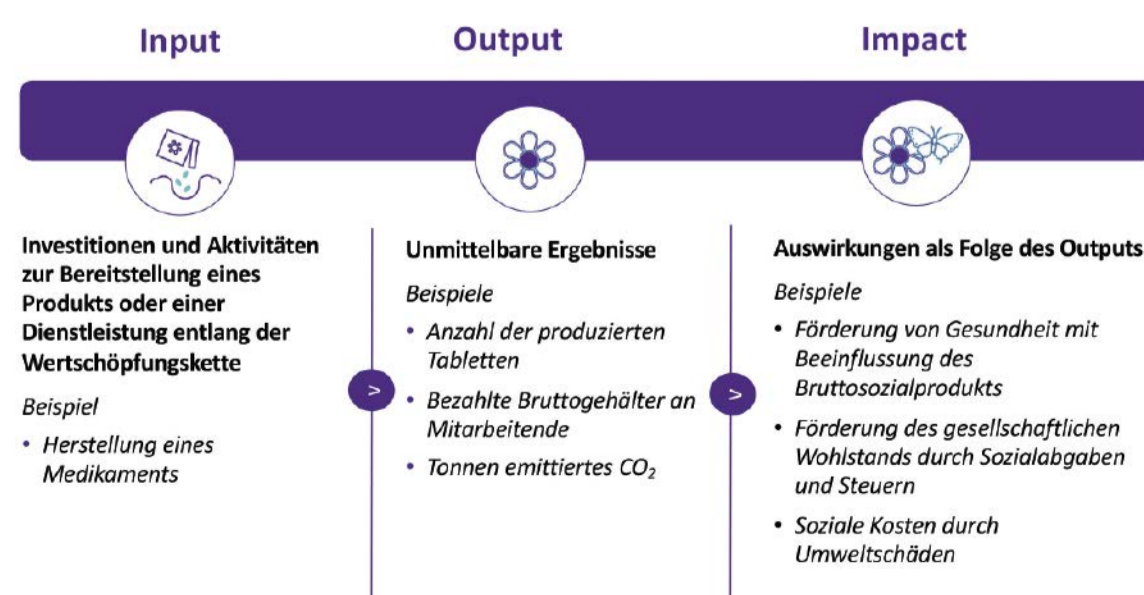 Input
Investitionen und Aktivitäten
zur Bereitstellung eines
Produkts oder einer
Dienstleistung entlang der
Wertschöpfungskette
Beispiel
• Herstellung eines
Medikaments
>
Output
Unmittelbare Ergebnisse
Beispiele
• Anzahl der produzierten
Tabletten
• Bezahlte Bruttogehälter an
Mitarbeitende
• Tonnen emittiertes CO₂
>
Impact
Auswirkungen als Folge des Outputs
Beispiele
• Förderung von Gesundheit mit
Beeinflussung des
Bruttosozialprodukts
• Förderung des gesellschaftlichen
Wohlstands durch Sozialabgaben
und Steuern
• Soziale Kosten durch
Umweltschäden